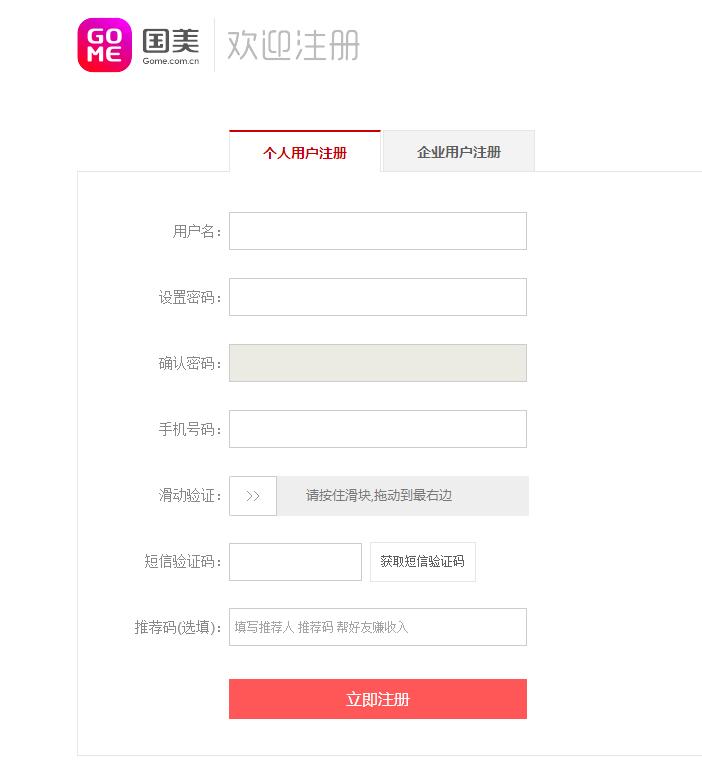 GO
ME
国美
Gome.com.cn
欢迎注册
个人用户注册
企业用户注册
用户名：
设置密码：
确认密码：
手机号码：
滑动验证： >> 请按住滑块,拖动到最右边
短信验证码： 获取短信验证码
推荐码(选填)： 填写推荐人 推荐码 帮好友赚收入
立即注册